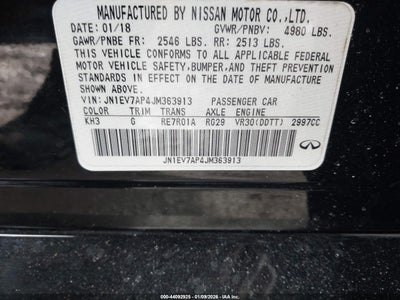 MANUFACTURED BY NISSAN MOTOR CO.,LTD.
DATE: 01/18 GVWR/PNBV: 4980 LBS.
GAWR/PNBE FR: 2546 LBS. RR: 2513 LBS.
THIS VEHICLE CONFORMS TO ALL APPLICABLE FEDERAL
MOTOR VEHICLE SAFETY, BUMPER, AND THEFT PREVENTION
STANDARDS IN EFFECT ON THE DATE OF MANUFACTURE
SHOWN ABOVE.
VIN: JN1EV7AP4JM363913 PASSENGER CAR
COLOR TRIM TRANS AXLE ENGINE
KH3 G RE7R01A RG29 VR30(DDTT) 2997CC
JN1EV7AP4JM363913
INFINITI
000-44092925 - 01/09/2026 - IAA Inc.